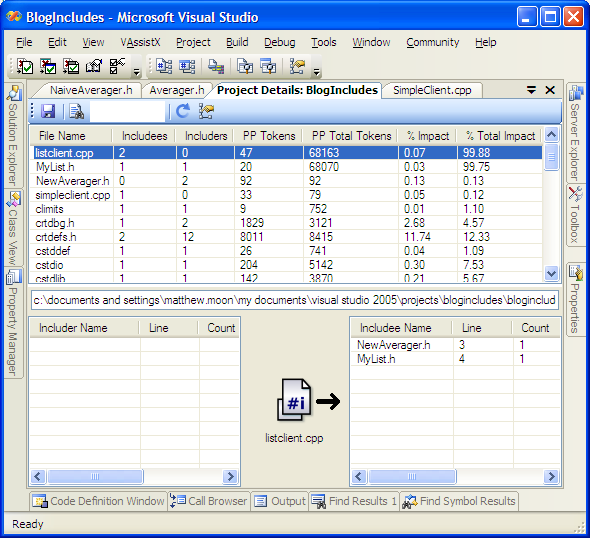 BlogIncludes - Microsoft Visual Studio
File Edit View VAssistX Project Build Debug Tools Window Community Help
NaiveAverager.h Averager.h Project Details: BlogIncludes SimpleClient.cpp
Solution Explorer
Class View
Property Manager
File Name Includees Includers PP Tokens PP Total Tokens % Impact % Total Impact
listclient.cpp 2 0 47 68163 0.07 99.88
MyList.h 1 1 20 68070 0.03 99.75
NewAverager.h 0 2 92 92 0.13 0.13
simpleclient.cpp 1 0 33 79 0.05 0.12
climits 1 1 9 752 0.01 1.10
crtdbg.h 1 1 1829 3121 2.68 4.57
crtdefs.h 2 12 8011 8415 11.74 12.33
cstddef 1 1 26 741 0.04 1.09
cstdio 1 1 204 5142 0.30 7.53
cstdlib 1 1 142 3870 0.21 5.67
Server Explorer
Toolbox
Properties
c:\documents and settings\matthew.moon\my documents\visual studio 2005\projects\blogincludes\bloginclud
Includer Name Line Count
#i
listclient.cpp
Includee Name Line Count
NewAverager.h 3 1
MyList.h 4 1
Code Definition Window Call Browser Output Find Results 1 Find Symbol Results
Ready